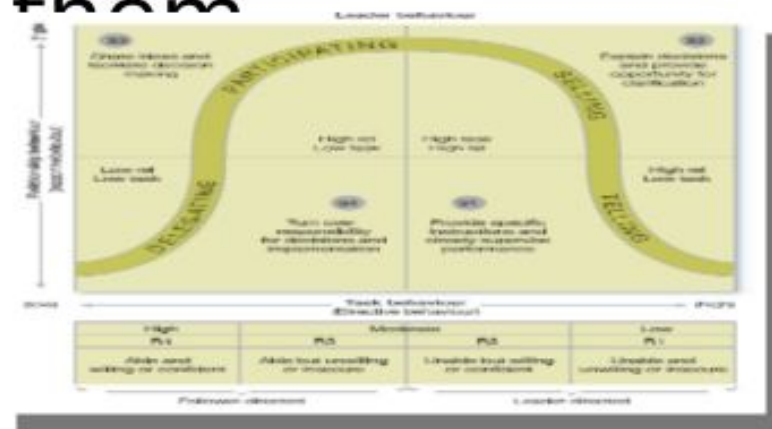 them
Leader behaviour
S3
S2
Share ideas and
facilitate decision
making
Explain decisions
and provide
opportunity for
clarification
PARTICIPATING
SELLING
High rel
Low task
High task
High rel
Low rel
Low task
High rel
Low task
S4
S1
Turn over
responsibility
for decisions and
implementation
Provide specific
instructions and
closely supervise
performance
DELEGATING
TELLING
Task behaviour
(Directive behaviour)
High
Moderate
Low
R4
R3
R2
R1
Able and
willing or confident
Able but unwilling
or insecure
Unable but willing
or confident
Unable and
unwilling or insecure
Follower directed
Leader directed